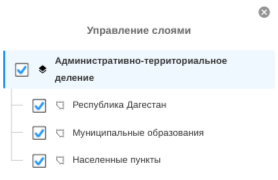 Управление слоями
Административно-территориальное
деление
Республика Дагестан
Муниципальные образования
Населенные пункты